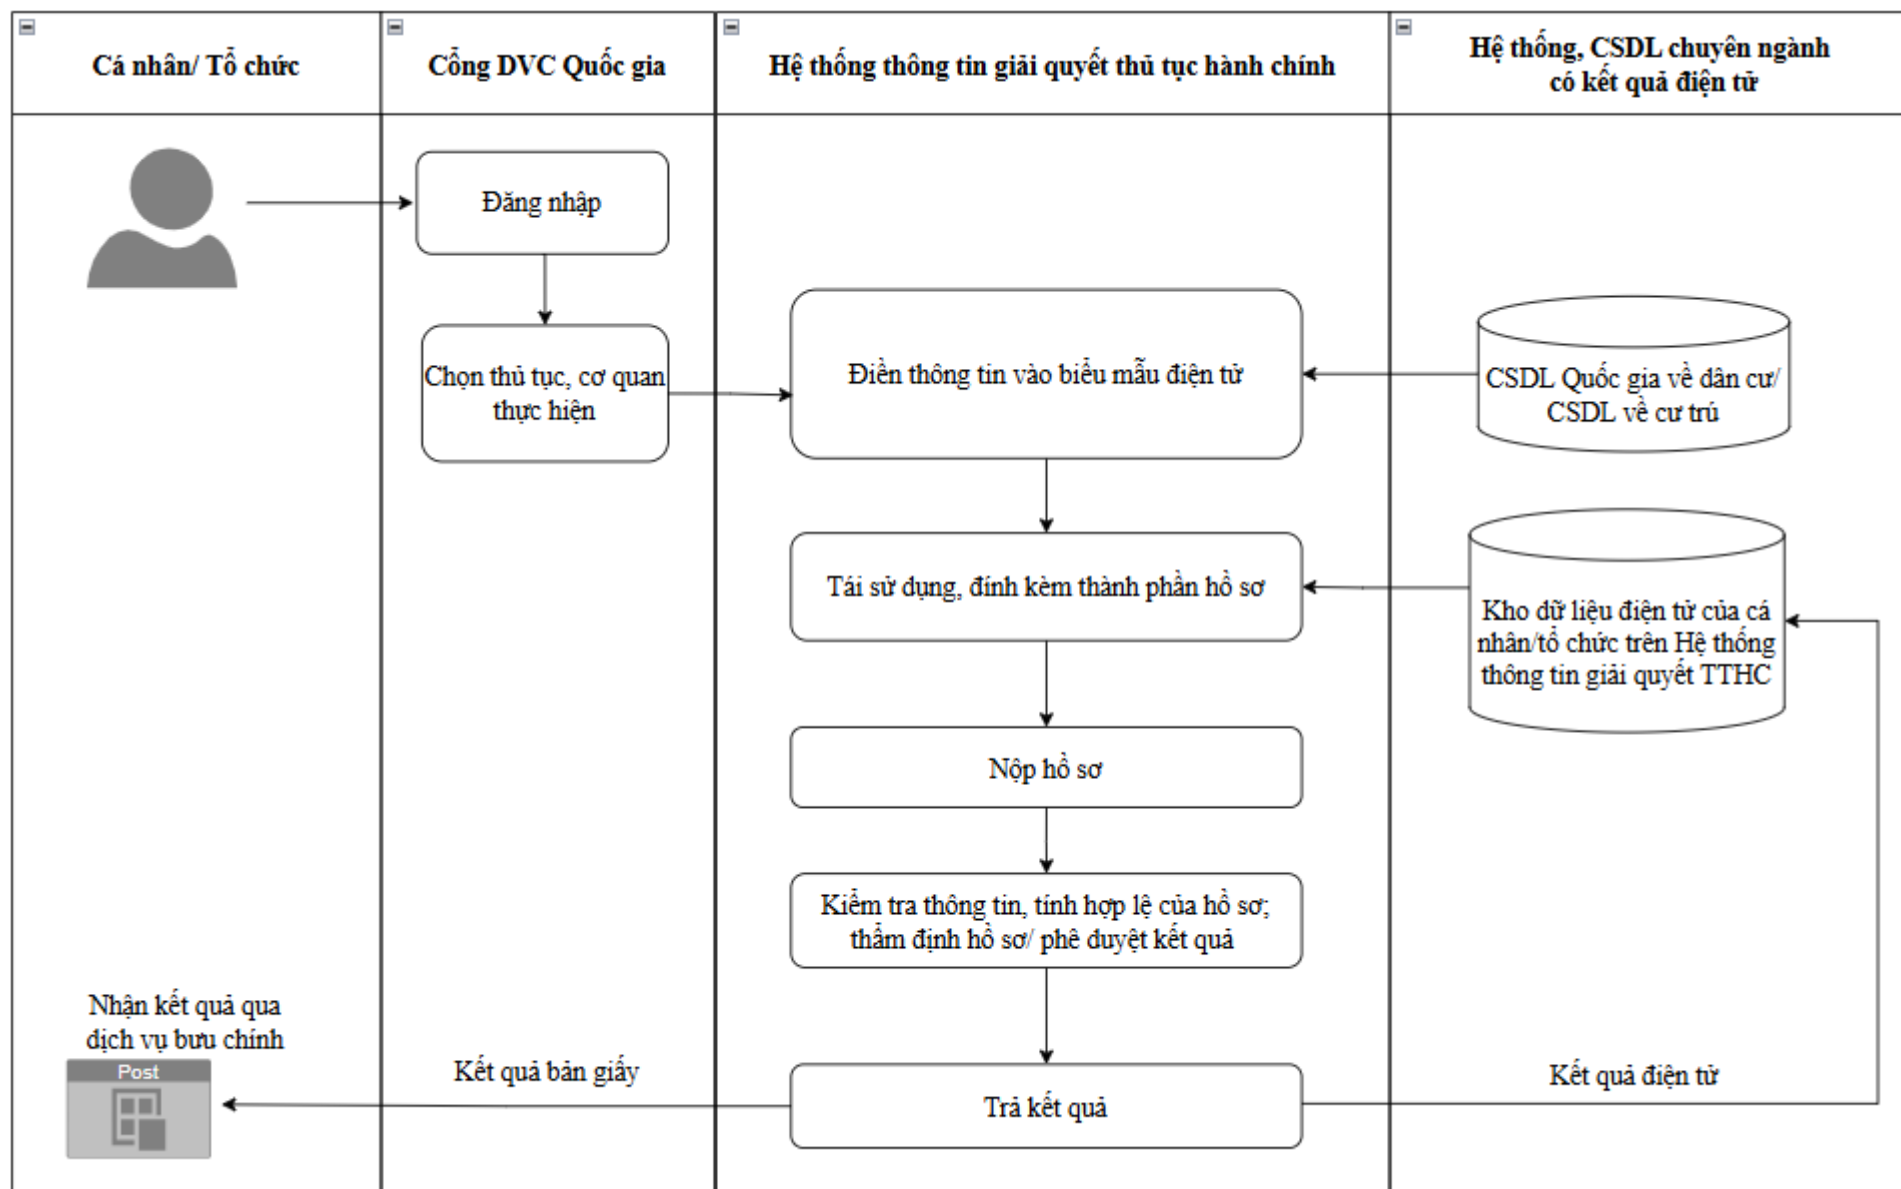 Cá nhân/ Tổ chức
Cổng DVC Quốc gia
Hệ thống thông tin giải quyết thủ tục hành chính
Hệ thống, CSDL chuyên ngành
có kết quả điện tử
Đăng nhập
Chọn thủ tục, cơ quan
thực hiện
Điền thông tin vào biểu mẫu điện tử
CSDL Quốc gia về dân cư/
CSDL về cư trú
Tái sử dụng, đính kèm thành phần hồ sơ
Kho dữ liệu điện tử của cá
nhân/tổ chức trên Hệ thống
thông tin giải quyết TTHC
Nộp hồ sơ
Kiểm tra thông tin, tính hợp lệ của hồ sơ;
thẩm định hồ sơ/ phê duyệt kết quả
Nhận kết quả qua
dịch vụ bưu chính
Post
Kết quả bản giấy
Trả kết quả
Kết quả điện tử